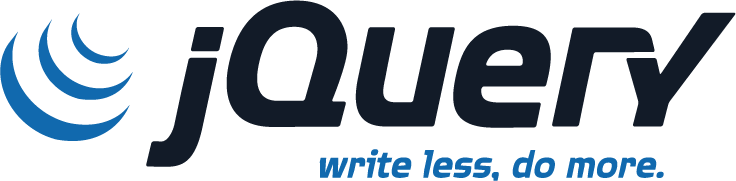 jQuery
write less, do more.